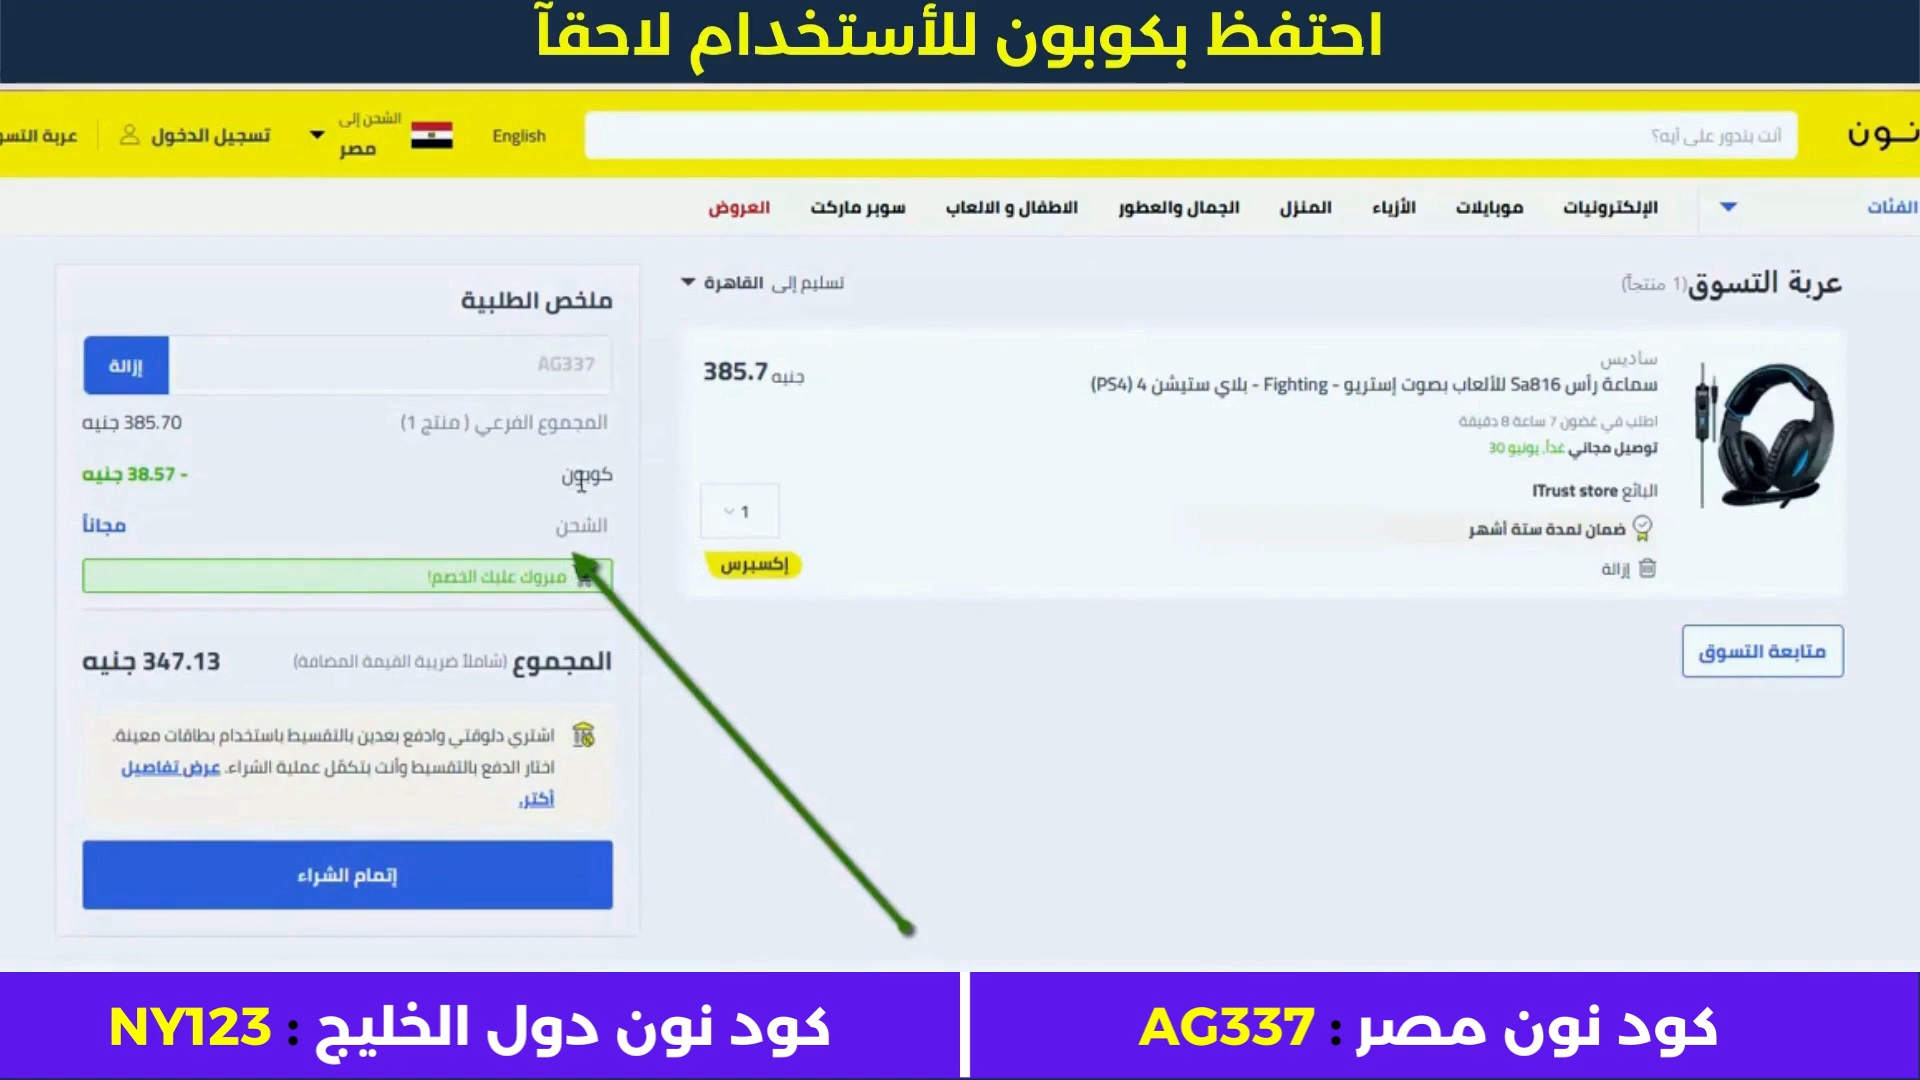 احتفظ بكوبون للأستخدام لاحقآ
نون
أنت بتدور على أيه؟
English
الشحن إلى
مصر
تسجيل الدخول
عربة التسو
الفئات
الإلكترونيات
موبايلات
الأزياء
المنزل
الجمال والعطور
الاطفال و الالعاب
سوبر ماركت
العروض
عربة التسوق (1 منتجاً)
تسليم إلى القاهرة
ساديس
سماعة رأس Sa816 للألعاب بصوت إستريو - Fighting - بلاي ستيشن 4 (PS4)
جنيه 385.7
اطلب في غضون 7 ساعة 8 دقيقة
توصيل مجاني غداً, يونيو 30
البائع ITrust store
ضمان لمدة ستة أشهر
إزالة
1
إكسبرس
متابعة التسوق
ملخص الطلبية
AG337
إزالة
المجموع الفرعي ( منتج 1)
385.70 جنيه
كوبون
- 38.57 جنيه
الشحن
مجاناً
مبروك عليك الخصم!
المجموع (شاملاً ضريبة القيمة المضافة)
347.13 جنيه
اشتري دلوقتي وادفع بعدين بالتقسيط باستخدام بطاقات معينة.
اختار الدفع بالتقسيط وأنت بتكمّل عملية الشراء. عرض تفاصيل
أكتر.
إتمام الشراء
كود نون مصر : AG337
كود نون دول الخليج : NY123